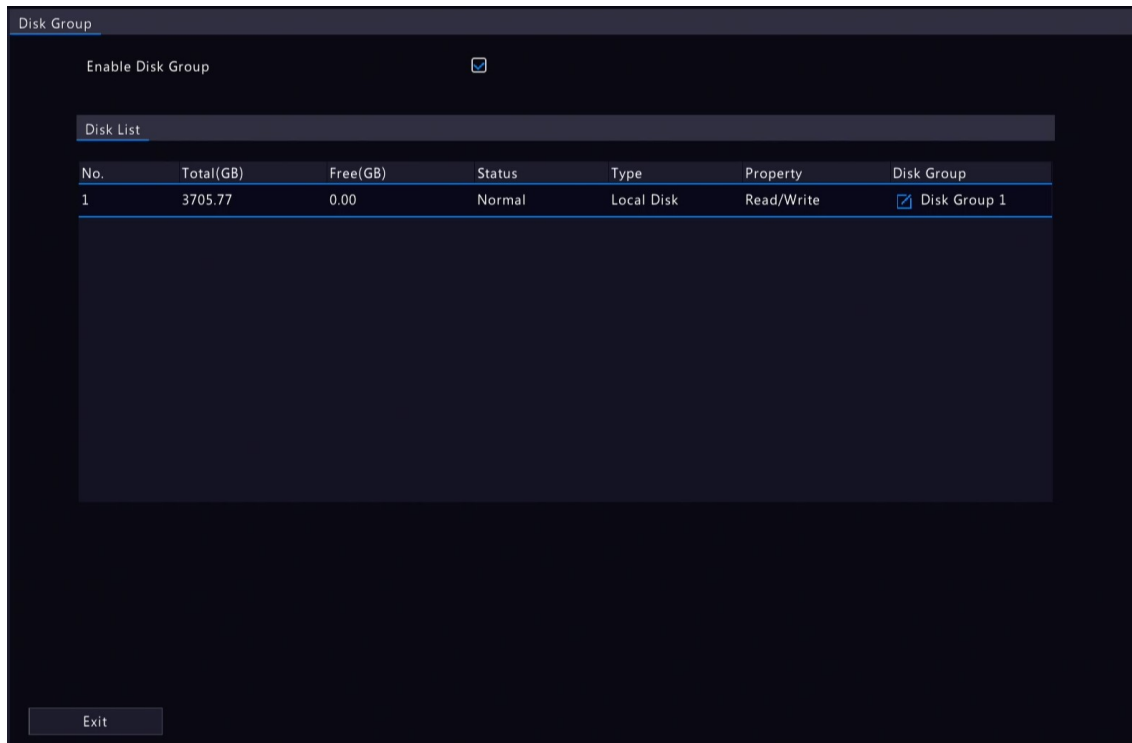 Disk Group
Enable Disk Group
Disk List
No. Total(GB) Free(GB) Status Type Property Disk Group
1 3705.77 0.00 Normal Local Disk Read/Write Disk Group 1
Exit